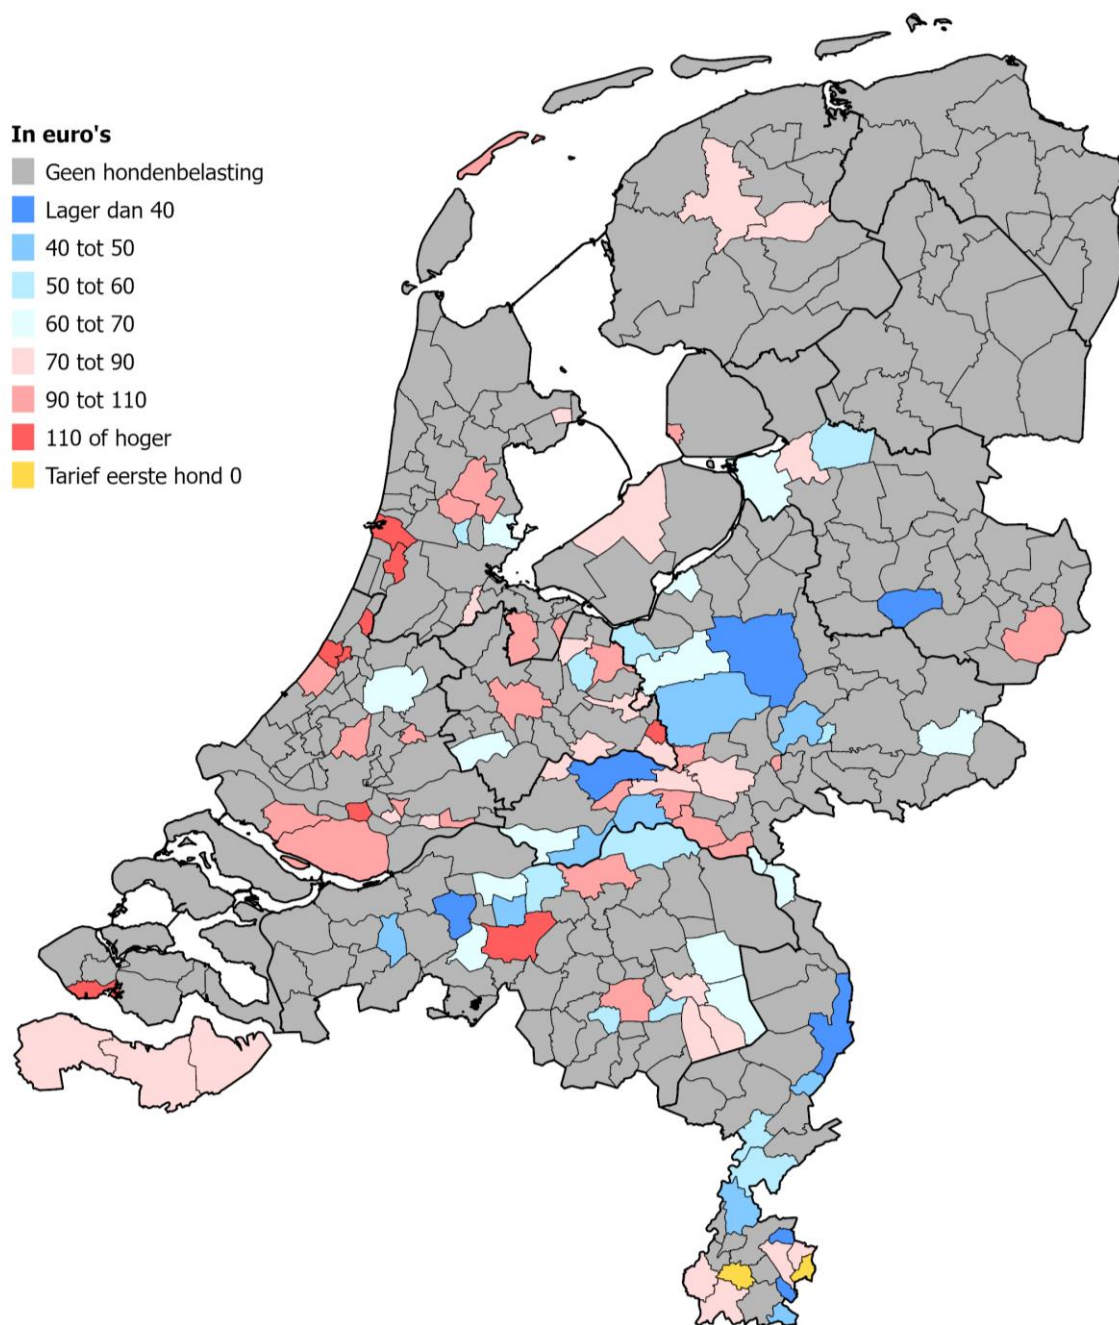 In euro's
Geen hondenbelasting
Lager dan 40
40 tot 50
50 tot 60
60 tot 70
70 tot 90
90 tot 110
110 of hoger
Tarief eerste hond 0